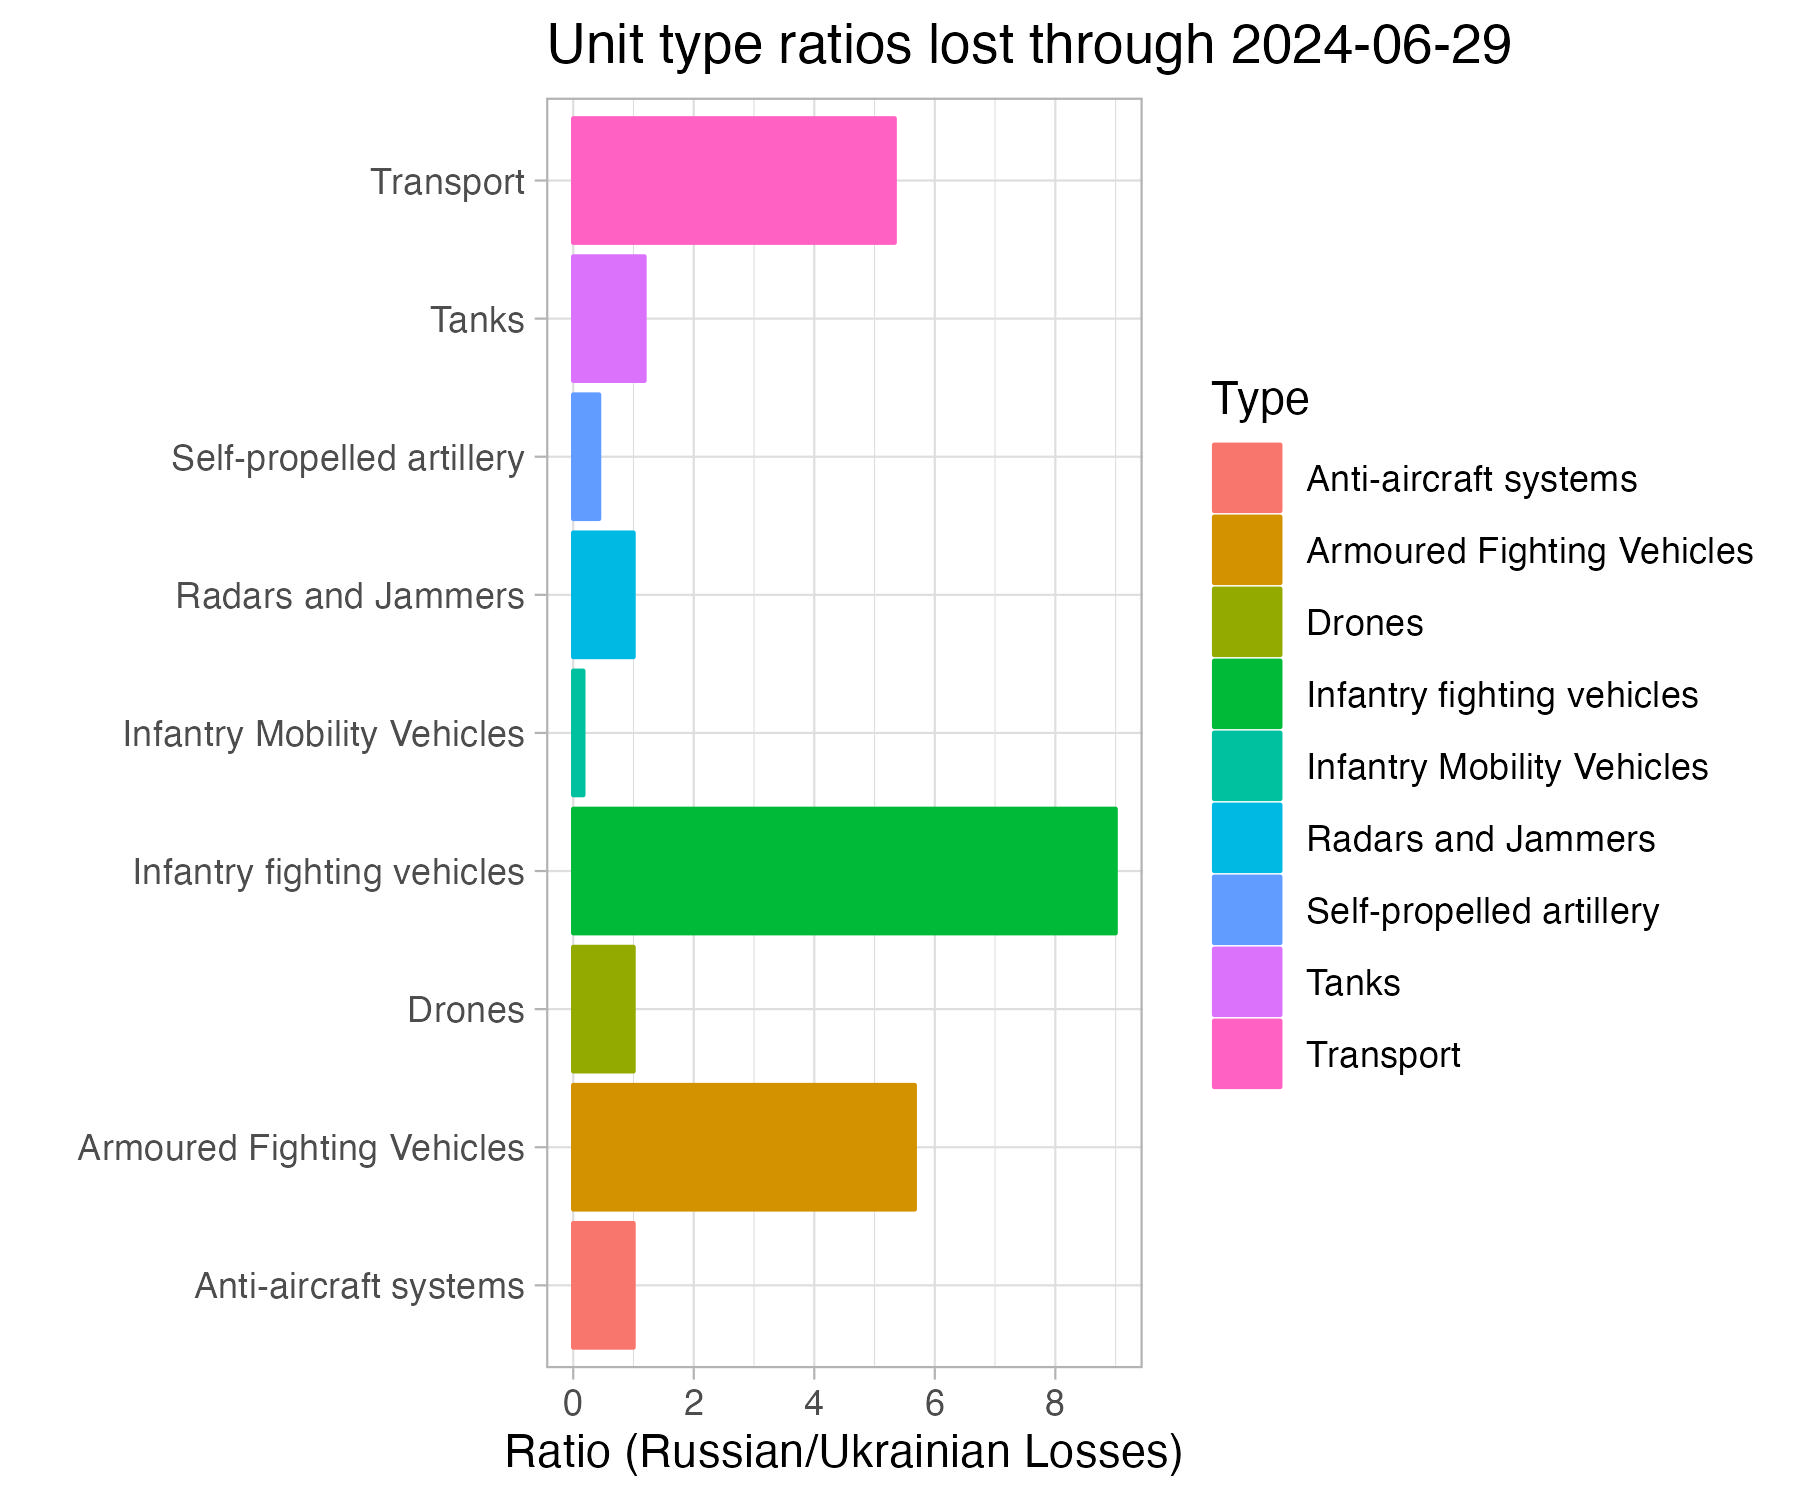 Unit type ratios lost through 2024-06-29
Transport
Tanks
Self-propelled artillery
Radars and Jammers
Infantry Mobility Vehicles
Infantry fighting vehicles
Drones
Armoured Fighting Vehicles
Anti-aircraft systems
0 2 4 6 8
Ratio (Russian/Ukrainian Losses)
Type
Anti-aircraft systems
Armoured Fighting Vehicles
Drones
Infantry fighting vehicles
Infantry Mobility Vehicles
Radars and Jammers
Self-propelled artillery
Tanks
Transport